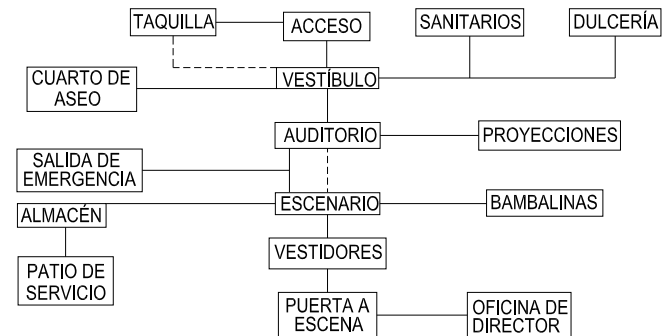 TAQUILLA
ACCESO
SANITARIOS
DULCERÍA
CUARTO DE
ASEO
VESTÍBULO
AUDITORIO
PROYECCIONES
SALIDA DE
EMERGENCIA
ALMACÉN
ESCENARIO
BAMBALINAS
VESTIDORES
PATIO DE
SERVICIO
PUERTA A
ESCENA
OFICINA DE
DIRECTOR